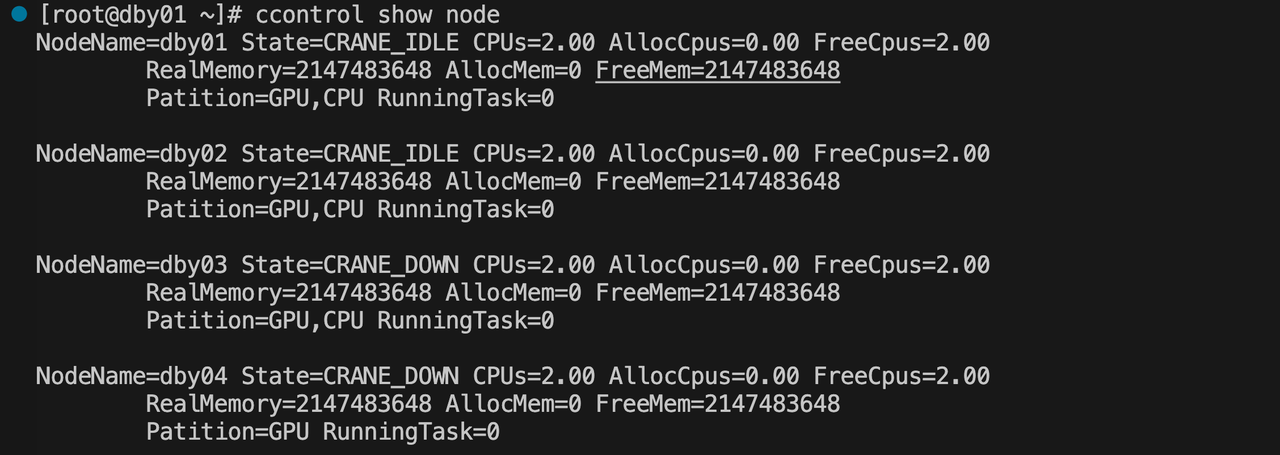 [root@dby01 ~]# ccontrol show node
NodeName=dby01 State=CRANE_IDLE CPUs=2.00 AllocCpus=0.00 FreeCpus=2.00
RealMemory=2147483648 AllocMem=0 FreeMem=2147483648
Patition=GPU,CPU RunningTask=0
NodeName=dby02 State=CRANE_IDLE CPUs=2.00 AllocCpus=0.00 FreeCpus=2.00
RealMemory=2147483648 AllocMem=0 FreeMem=2147483648
Patition=GPU,CPU RunningTask=0
NodeName=dby03 State=CRANE_DOWN CPUs=2.00 AllocCpus=0.00 FreeCpus=2.00
RealMemory=2147483648 AllocMem=0 FreeMem=2147483648
Patition=GPU,CPU RunningTask=0
NodeName=dby04 State=CRANE_DOWN CPUs=2.00 AllocCpus=0.00 FreeCpus=2.00
RealMemory=2147483648 AllocMem=0 FreeMem=2147483648
Patition=GPU RunningTask=0